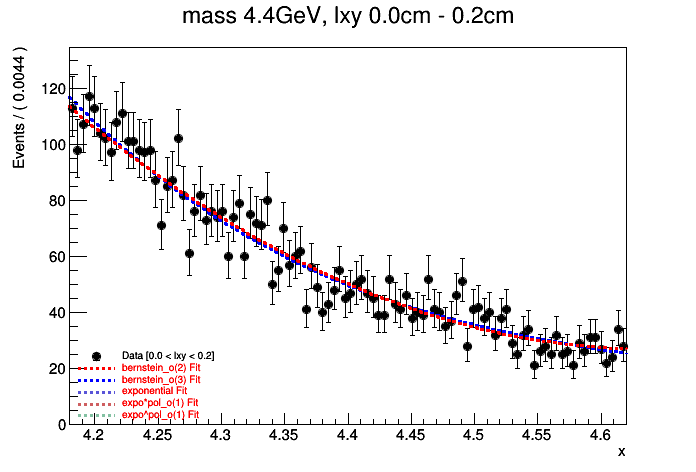 mass 4.4GeV, lxy 0.0cm - 0.2cm
Events / ( 0.0044 )
120
100
80
60
40
20
0
Data [0.0 < lxy < 0.2]
bernstein_o(2) Fit
bernstein_o(3) Fit
exponential Fit
expo*pol_o(1) Fit
expo^pol_o(1) Fit
4.2 4.25 4.3 4.35 4.4 4.45 4.5 4.55 4.6
x